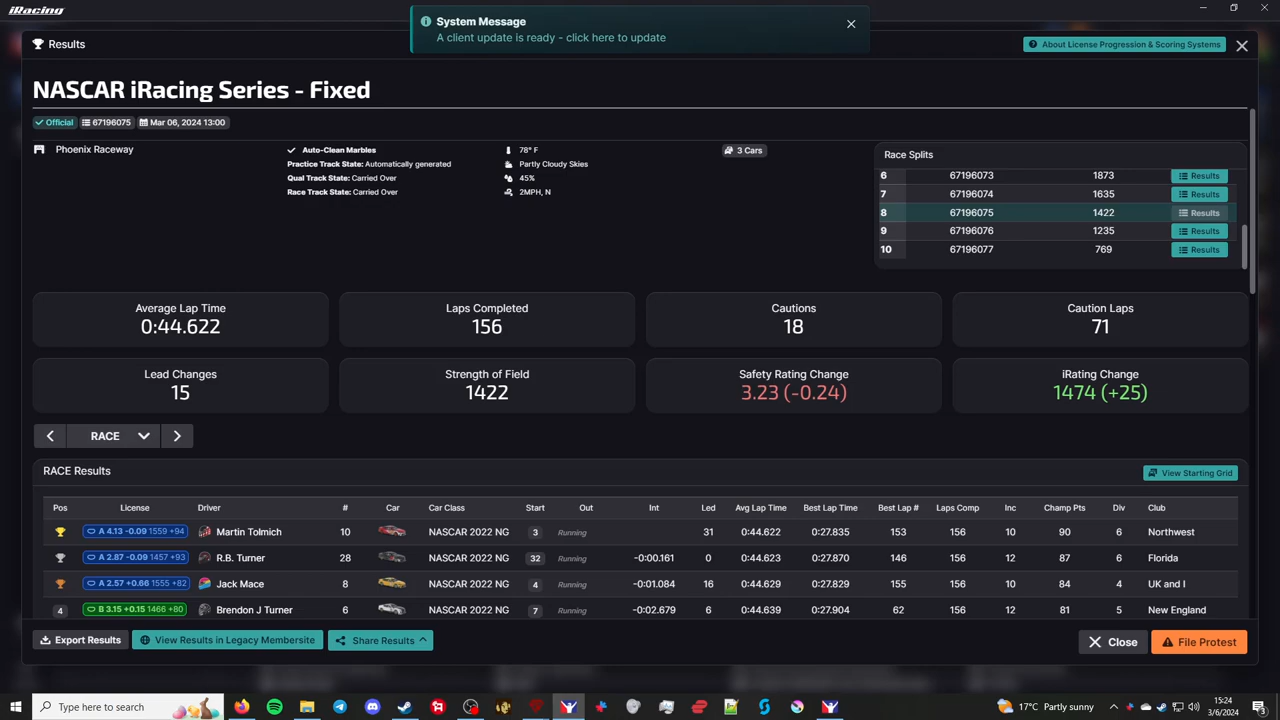 iRacing
System Message
A client update is ready - click here to update
Results
About License Progression & Scoring Systems
NASCAR iRacing Series - Fixed
Official 67196075 Mar 06, 2024 13:00
Phoenix Raceway
Auto-Clean Marbles
Practice Track State: Automatically generated
Qual Track State: Carried Over
Race Track State: Carried Over
78° F
Partly Cloudy Skies
45%
2MPH, N
3 Cars
Race Splits
6 67196073 1873 Results
7 67196074 1635 Results
8 67196075 1422 Results
9 67196076 1235 Results
10 67196077 769 Results
Average Lap Time
0:44.622
Laps Completed
156
Cautions
18
Caution Laps
71
Lead Changes
15
Strength of Field
1422
Safety Rating Change
3.23 (-0.24)
iRating Change
1474 (+25)
RACE
RACE Results
View Starting Grid
Pos License Driver # Car Car Class Start Out Int Led Avg Lap Time Best Lap Time Best Lap # Laps Comp Inc Champ Pts Div Club
A 4.13 -0.09 1559 +94 Martin Tolmich 10 NASCAR 2022 NG 3 Running 31 0:44.622 0:27.835 153 156 10 90 6 Northwest
A 2.87 -0.09 1457 +93 R.B. Turner 28 NASCAR 2022 NG 32 Running -0:00.161 0 0:44.623 0:27.870 146 156 12 87 6 Florida
A 2.57 +0.66 1555 +82 Jack Mace 8 NASCAR 2022 NG 4 Running -0:01.084 16 0:44.629 0:27.829 155 156 10 84 4 UK and I
4 B 3.15 +0.15 1466 +80 Brendon J Turner 6 NASCAR 2022 NG 7 Running -0:02.679 6 0:44.639 0:27.904 62 156 12 81 5 New England
Export Results
View Results in Legacy Membersite
Share Results
Close
File Protest
Type here to search
17°C Partly sunny
15:24
3/6/2024